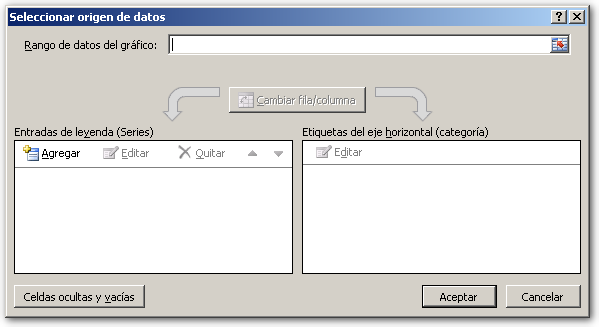 Seleccionar origen de datos
Rango de datos del gráfico:
Cambiar fila/columna
Entradas de leyenda (Series)
Etiquetas del eje horizontal (categoría)
Agregar Editar Quitar
Editar
Celdas ocultas y vacías
Aceptar Cancelar